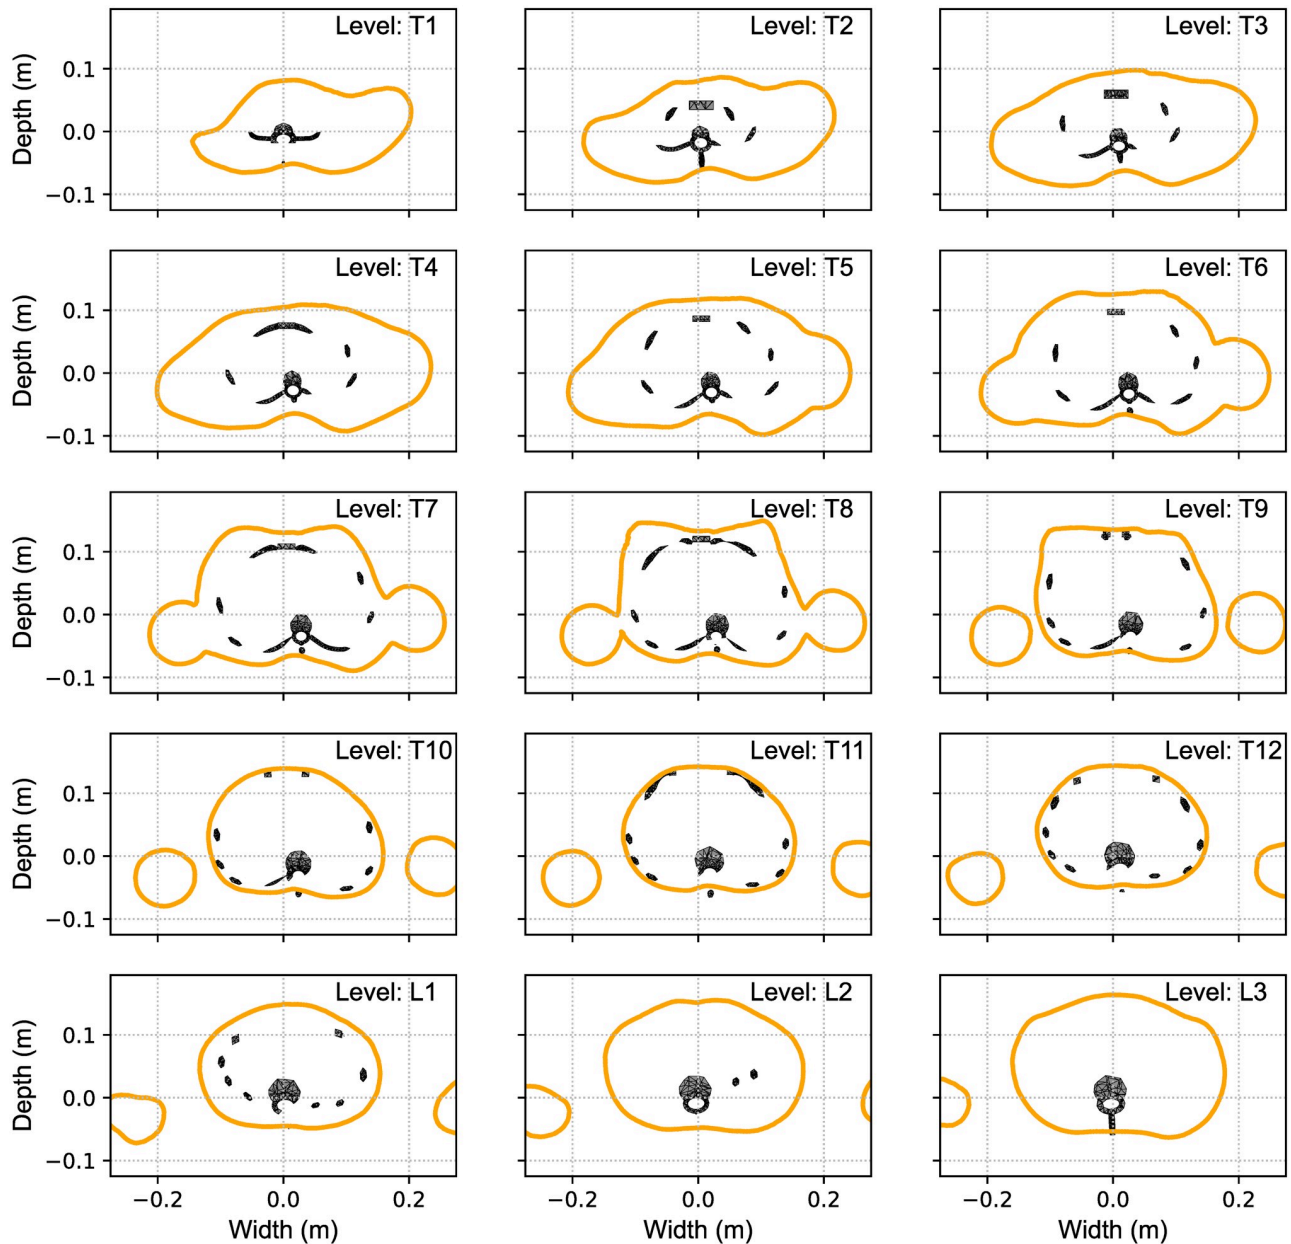 Level: T1
Level: T2
Level: T3
Depth (m)
0.1
0.0
−0.1
Level: T4
Level: T5
Level: T6
Depth (m)
0.1
0.0
−0.1
Level: T7
Level: T8
Level: T9
Depth (m)
0.1
0.0
−0.1
Level: T10
Level: T11
Level: T12
Depth (m)
0.1
0.0
−0.1
Level: L1
Level: L2
Level: L3
Depth (m)
0.1
0.0
−0.1
−0.2 0.0 0.2
−0.2 0.0 0.2
−0.2 0.0 0.2
Width (m)
Width (m)
Width (m)